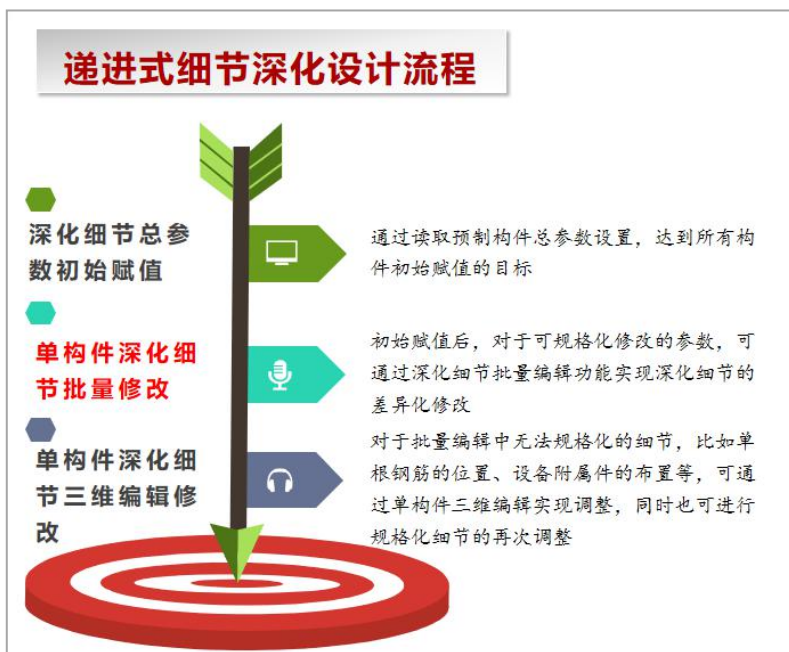 递进式细节深化设计流程
深化细节总参
数初始赋值
通过读取预制构件总参数设置，达到所有构
件初始赋值的目标
单构件深化细
节批量修改
初始赋值后，对于可规格化修改的参数，可
通过深化细节批量编辑功能实现深化细节的
差异化修改
单构件深化细
节三维编辑修
改
对于批量编辑中无法规格化的细节，比如单
根钢筋的位置、设备附属件的布置等，可通
过单构件三维编辑实现调整，同时也可进行
规格化细节的再次调整